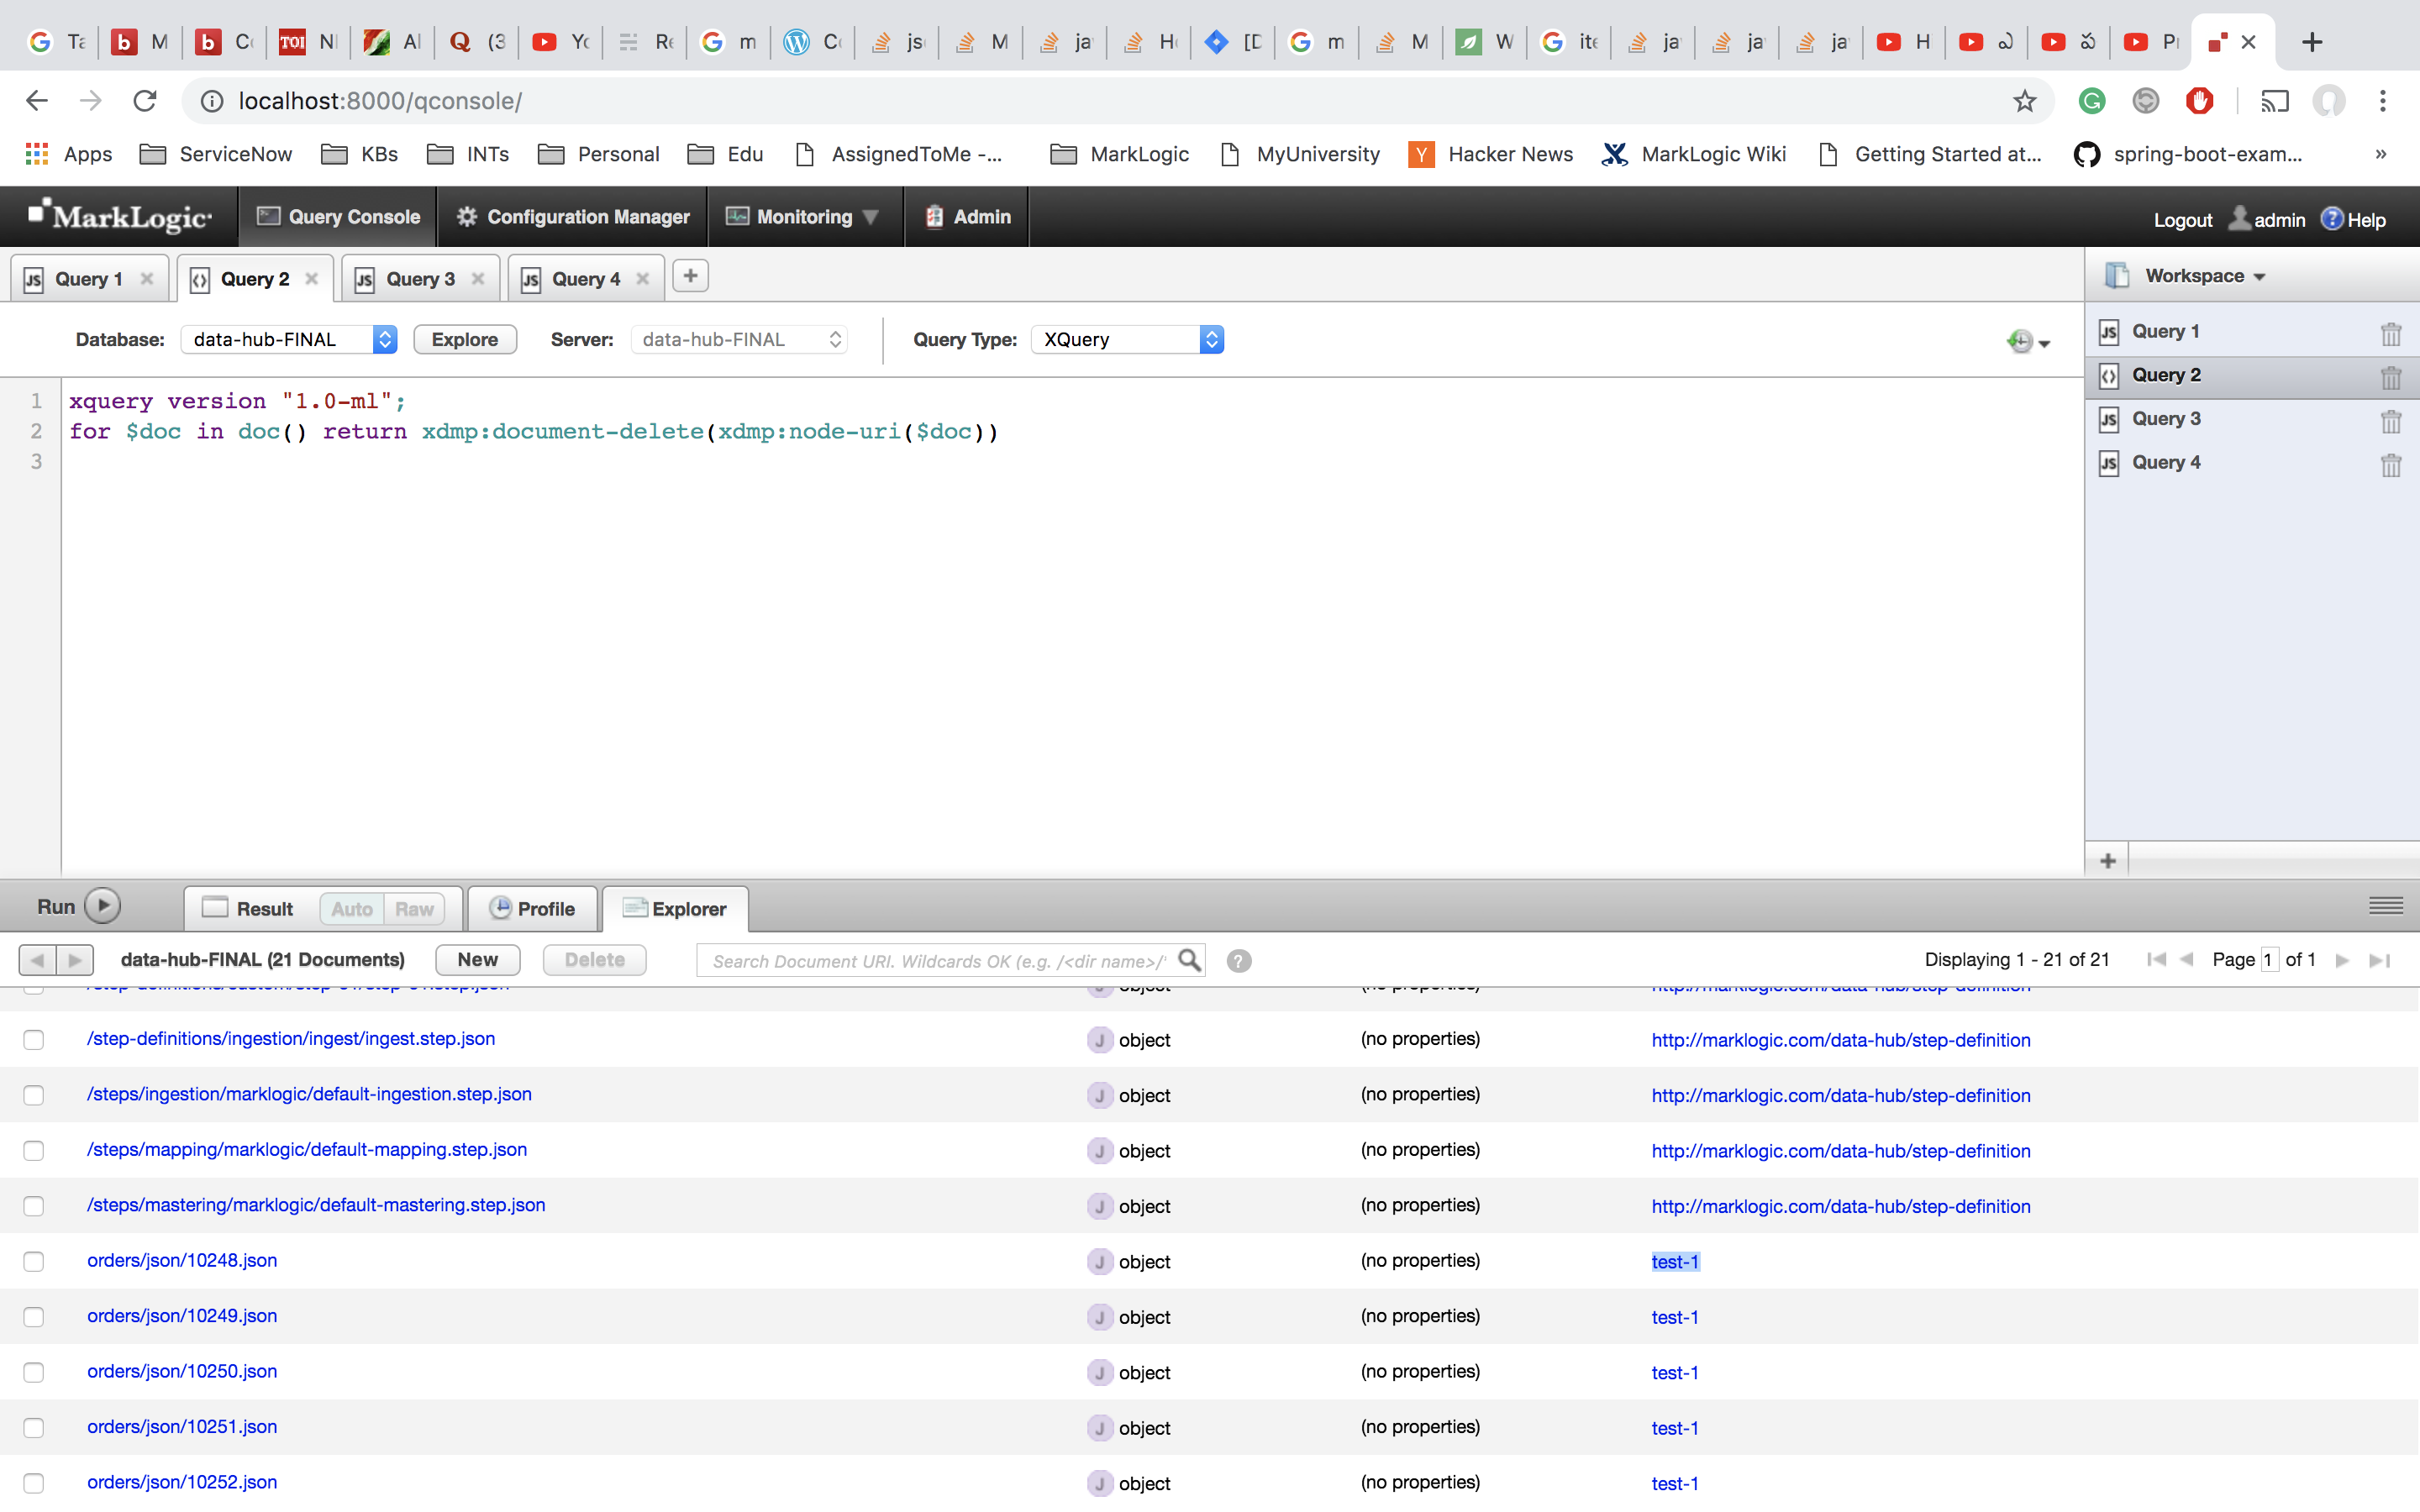 Ta M C TOI N Al (3 Yo Re m C js M ja H [D m M W ite ja ja ja H Pr
localhost:8000/qconsole/
Apps ServiceNow KBs INTs Personal Edu AssignedToMe -... MarkLogic MyUniversity Hacker News MarkLogic Wiki Getting Started at... spring-boot-exam... »
MarkLogic Query Console Configuration Manager Monitoring Admin Logout admin Help
Query 1 Query 2 Query 3 Query 4 Workspace
Database: data-hub-FINAL Explore Server: data-hub-FINAL Query Type: XQuery
Query 1
Query 2
Query 3
Query 4
1 xquery version "1.0-ml";
2 for $doc in doc() return xdmp:document-delete(xdmp:node-uri($doc))
3
Run Result Auto Raw Profile Explorer
data-hub-FINAL (21 Documents) New Delete Search Document URI. Wildcards OK (e.g. /<dir name>/* Displaying 1 - 21 of 21 Page 1 of 1
/step-definitions/ingestion/ingest/ingest.step.json J object (no properties) http://marklogic.com/data-hub/step-definition
/steps/ingestion/marklogic/default-ingestion.step.json J object (no properties) http://marklogic.com/data-hub/step-definition
/steps/mapping/marklogic/default-mapping.step.json J object (no properties) http://marklogic.com/data-hub/step-definition
/steps/mastering/marklogic/default-mastering.step.json J object (no properties) http://marklogic.com/data-hub/step-definition
orders/json/10248.json J object (no properties) test-1
orders/json/10249.json J object (no properties) test-1
orders/json/10250.json J object (no properties) test-1
orders/json/10251.json J object (no properties) test-1
orders/json/10252.json J object (no properties) test-1